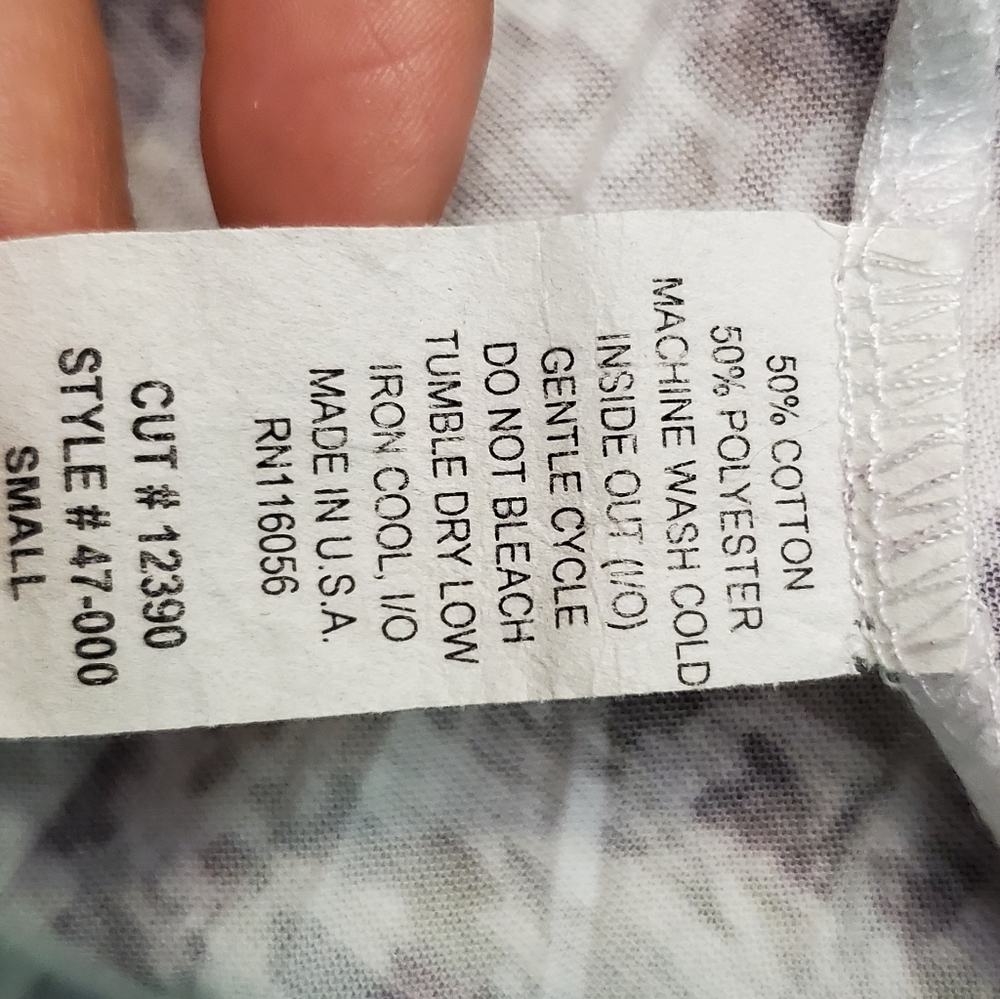 50% COTTON
50% POLYESTER
MACHINE WASH COLD
INSIDE OUT (I/O)
GENTLE CYCLE
DO NOT BLEACH
TUMBLE DRY LOW
IRON COOL, I/O
MADE IN U.S.A.
RN116056
CUT # 12390
STYLE # 47-000
SMALL